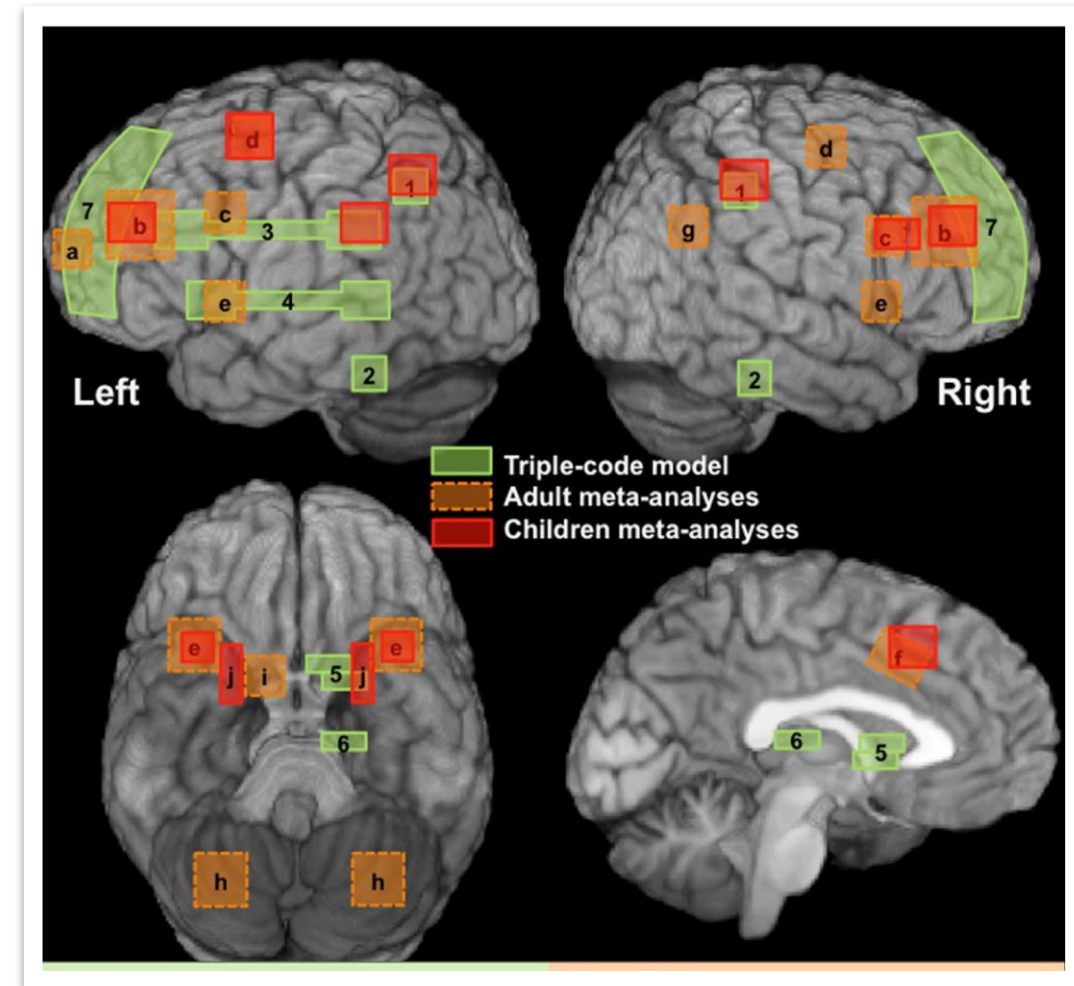 d
d
1
1
7
b
c
3
a
g
c
b
7
e
4
e
2
2
Left
Right
Triple-code model
Adult meta-analyses
Children meta-analyses
e
j
i
5
j
e
f
6
6
5
h
h